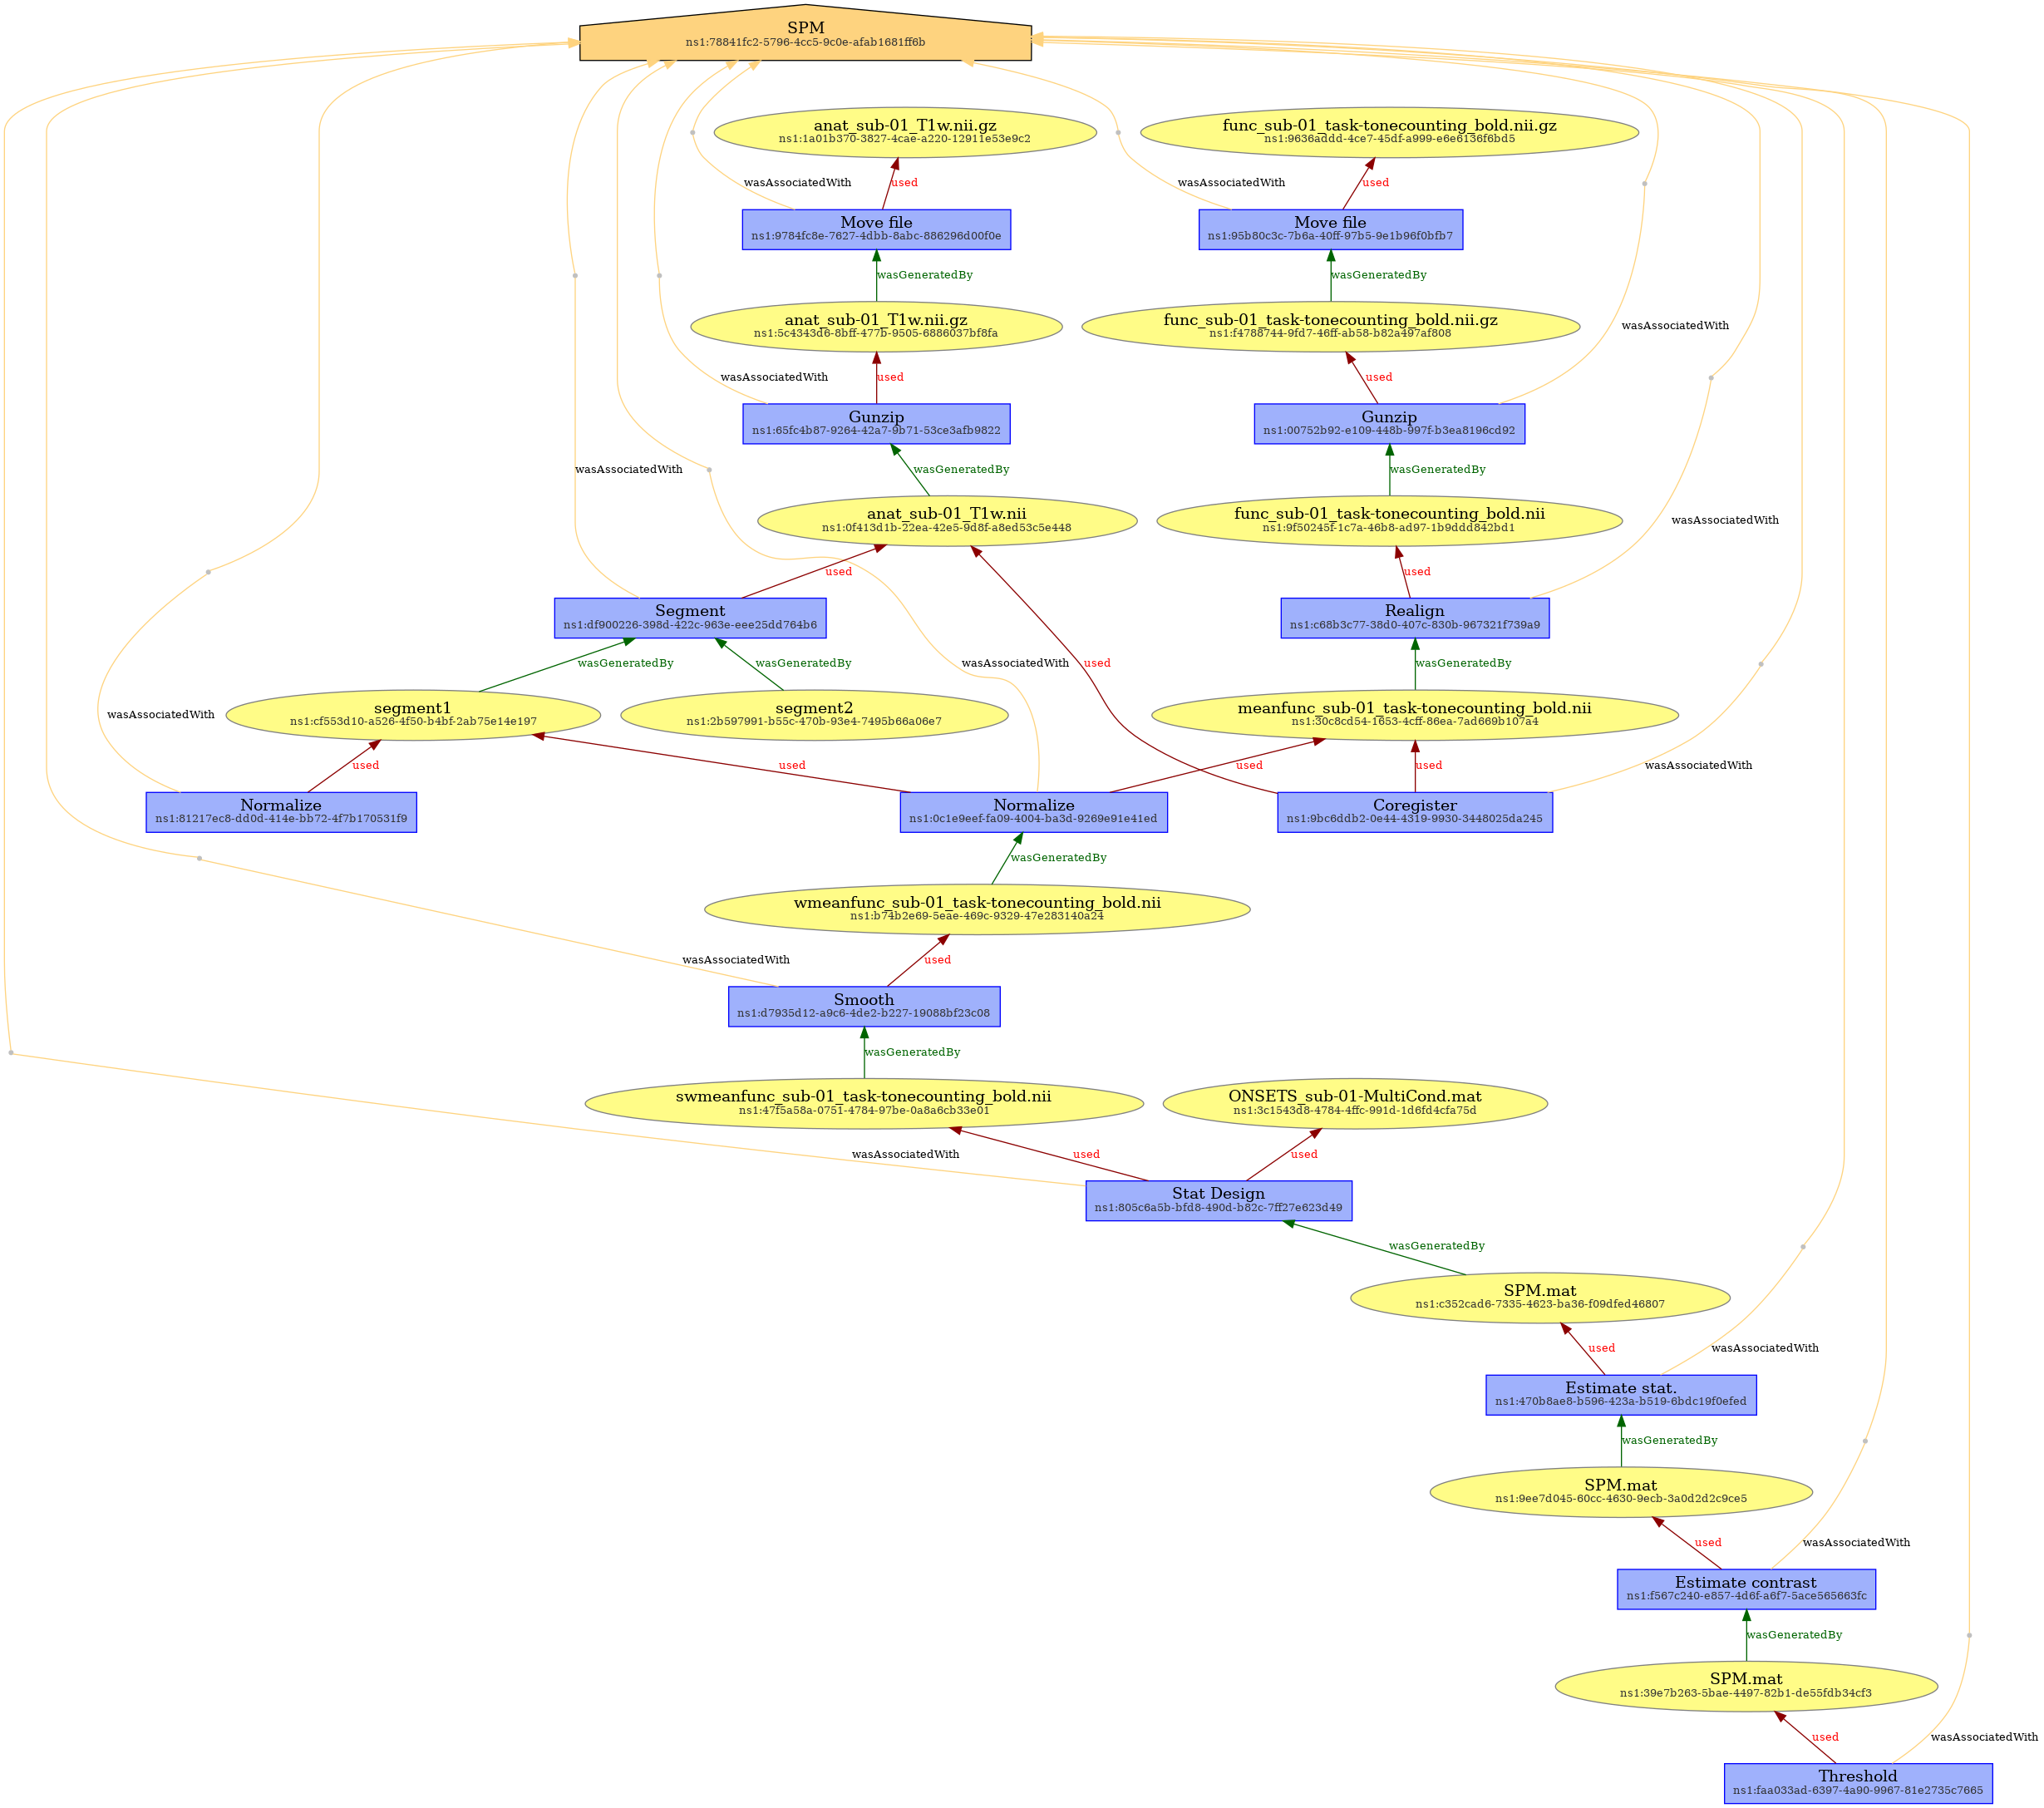 SPM
ns1:78841fc2-5796-4cc5-9c0e-afab1681ff6b
anat_sub-01_T1w.nii.gz
ns1:1a01b370-3827-4cae-a220-12911e53e9c2
func_sub-01_task-tonecounting_bold.nii.gz
ns1:9636addd-4ce7-45df-a999-e6e6136f6bd5
wasAssociatedWith
used
wasAssociatedWith
used
Move file
ns1:9784fc8e-7627-4dbb-8abc-886296d00f0e
Move file
ns1:95b80c3c-7b6a-40ff-97b5-9e1b96f0bfb7
wasGeneratedBy
wasGeneratedBy
anat_sub-01_T1w.nii.gz
ns1:5c4343d6-8bff-477b-9505-6886037bf8fa
func_sub-01_task-tonecounting_bold.nii.gz
ns1:f4788744-9fd7-46ff-ab58-b82a497af808
wasAssociatedWith
wasAssociatedWith
used
used
Gunzip
ns1:65fc4b87-9264-42a7-9b71-53ce3afb9822
Gunzip
ns1:00752b92-e109-448b-997f-b3ea8196cd92
wasAssociatedWith
wasGeneratedBy
wasGeneratedBy
anat_sub-01_T1w.nii
ns1:0f413d1b-22ea-42e5-9d8f-a8ed53c5e448
func_sub-01_task-tonecounting_bold.nii
ns1:9f50245f-1c7a-46b8-ad97-1b9ddd842bd1
wasAssociatedWith
used
used
Segment
ns1:df900226-398d-422c-963e-eee25dd764b6
Realign
ns1:c68b3c77-38d0-407c-830b-967321f739a9
wasGeneratedBy
wasGeneratedBy
wasAssociatedWith
used
wasGeneratedBy
segment1
ns1:cf553d10-a526-4f50-b4bf-2ab75e14e197
segment2
ns1:2b597991-b55c-470b-93e4-7495b66a06e7
meanfunc_sub-01_task-tonecounting_bold.nii
ns1:30c8cd54-1653-4cff-86ea-7ad669b107a4
wasAssociatedWith
used
used
used
used
wasAssociatedWith
Normalize
ns1:81217ec8-dd0d-414e-bb72-4f7b170531f9
Normalize
ns1:0c1e9eef-fa09-4004-ba3d-9269e91e41ed
Coregister
ns1:9bc6ddb2-0e44-4319-9930-3448025da245
wasGeneratedBy
wmeanfunc_sub-01_task-tonecounting_bold.nii
ns1:b74b2e69-5eae-469c-9329-47e283140a24
wasAssociatedWith
used
Smooth
ns1:d7935d12-a9c6-4de2-b227-19088bf23c08
wasGeneratedBy
swmeanfunc_sub-01_task-tonecounting_bold.nii
ns1:47f5a58a-0751-4784-97be-0a8a6cb33e01
ONSETS_sub-01-MultiCond.mat
ns1:3c1543d8-4784-4ffc-991d-1d6fd4cfa75d
wasAssociatedWith
used
used
Stat Design
ns1:805c6a5b-bfd8-490d-b82c-7ff27e623d49
wasGeneratedBy
SPM.mat
ns1:c352cad6-7335-4623-ba36-f09dfed46807
used
wasAssociatedWith
Estimate stat.
ns1:470b8ae8-b596-423a-b519-6bdc19f0efed
wasGeneratedBy
SPM.mat
ns1:9ee7d045-60cc-4630-9ecb-3a0d2d2c9ce5
used
wasAssociatedWith
Estimate contrast
ns1:f567c240-e857-4d6f-a6f7-5ace565663fc
wasGeneratedBy
SPM.mat
ns1:39e7b263-5bae-4497-82b1-de55fdb34cf3
used
wasAssociatedWith
Threshold
ns1:faa033ad-6397-4a90-9967-81e2735c7665